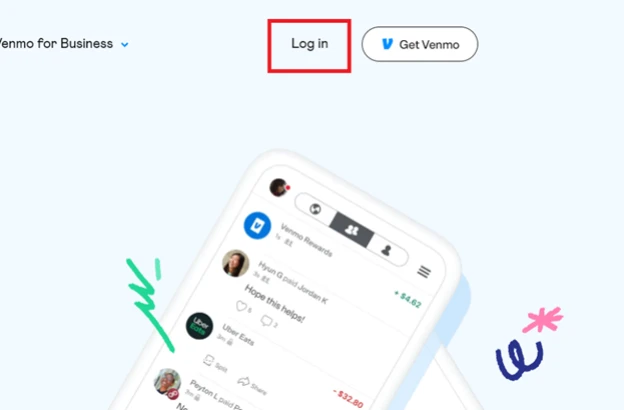 Venmo for Business
Log in
Get Venmo
Venmo Rewards
+ $4.62
Hyun G paid Jordan K
Hope this helps!
Uber
Eats
Uber Eats
Split
Share
- $32.80
Peyton L paid